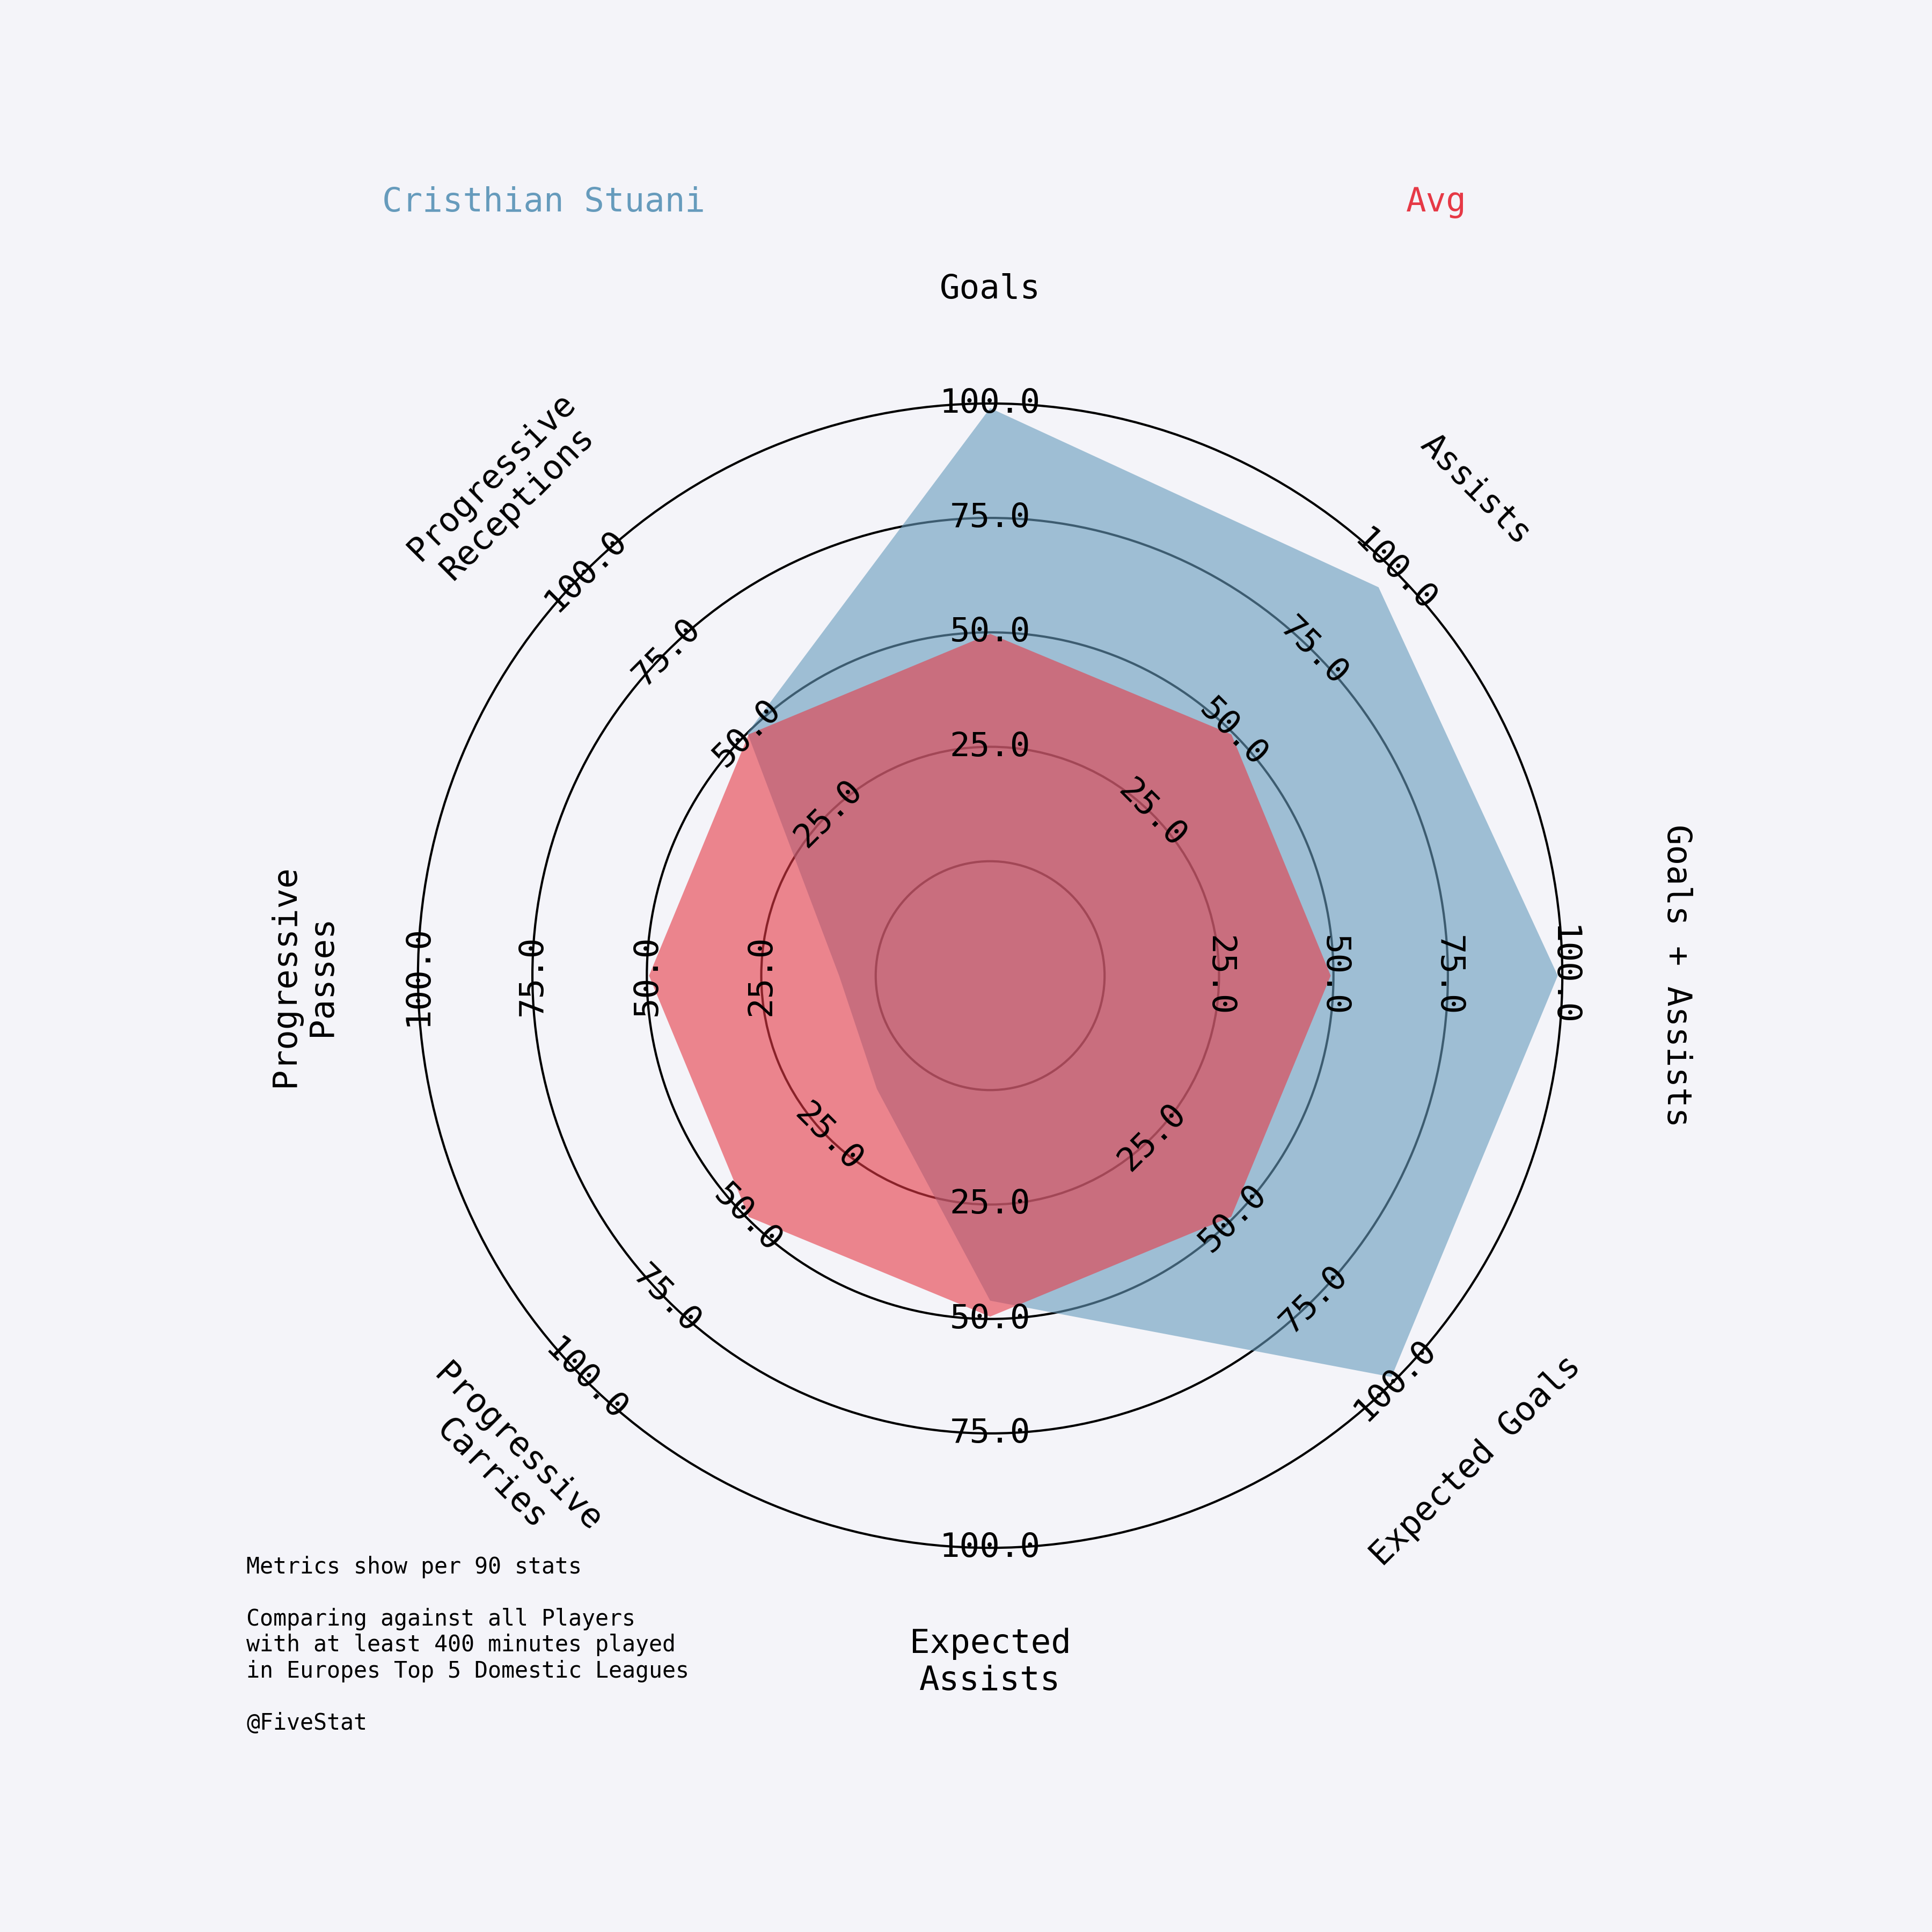 Cristhian Stuani
Avg
Goals
Assists
Goals + Assists
Expected Goals
Expected
Assists
Progressive
Carries
Progressive
Passes
Progressive
Receptions
25.0
50.0
75.0
100.0
25.0
50.0
75.0
100.0
25.0
50.0
75.0
100.0
25.0
50.0
75.0
100.0
25.0
50.0
75.0
100.0
25.0
50.0
75.0
100.0
25.0
50.0
75.0
100.0
25.0
50.0
75.0
100.0
Metrics show per 90 stats
Comparing against all Players
with at least 400 minutes played
in Europes Top 5 Domestic Leagues
@FiveStat